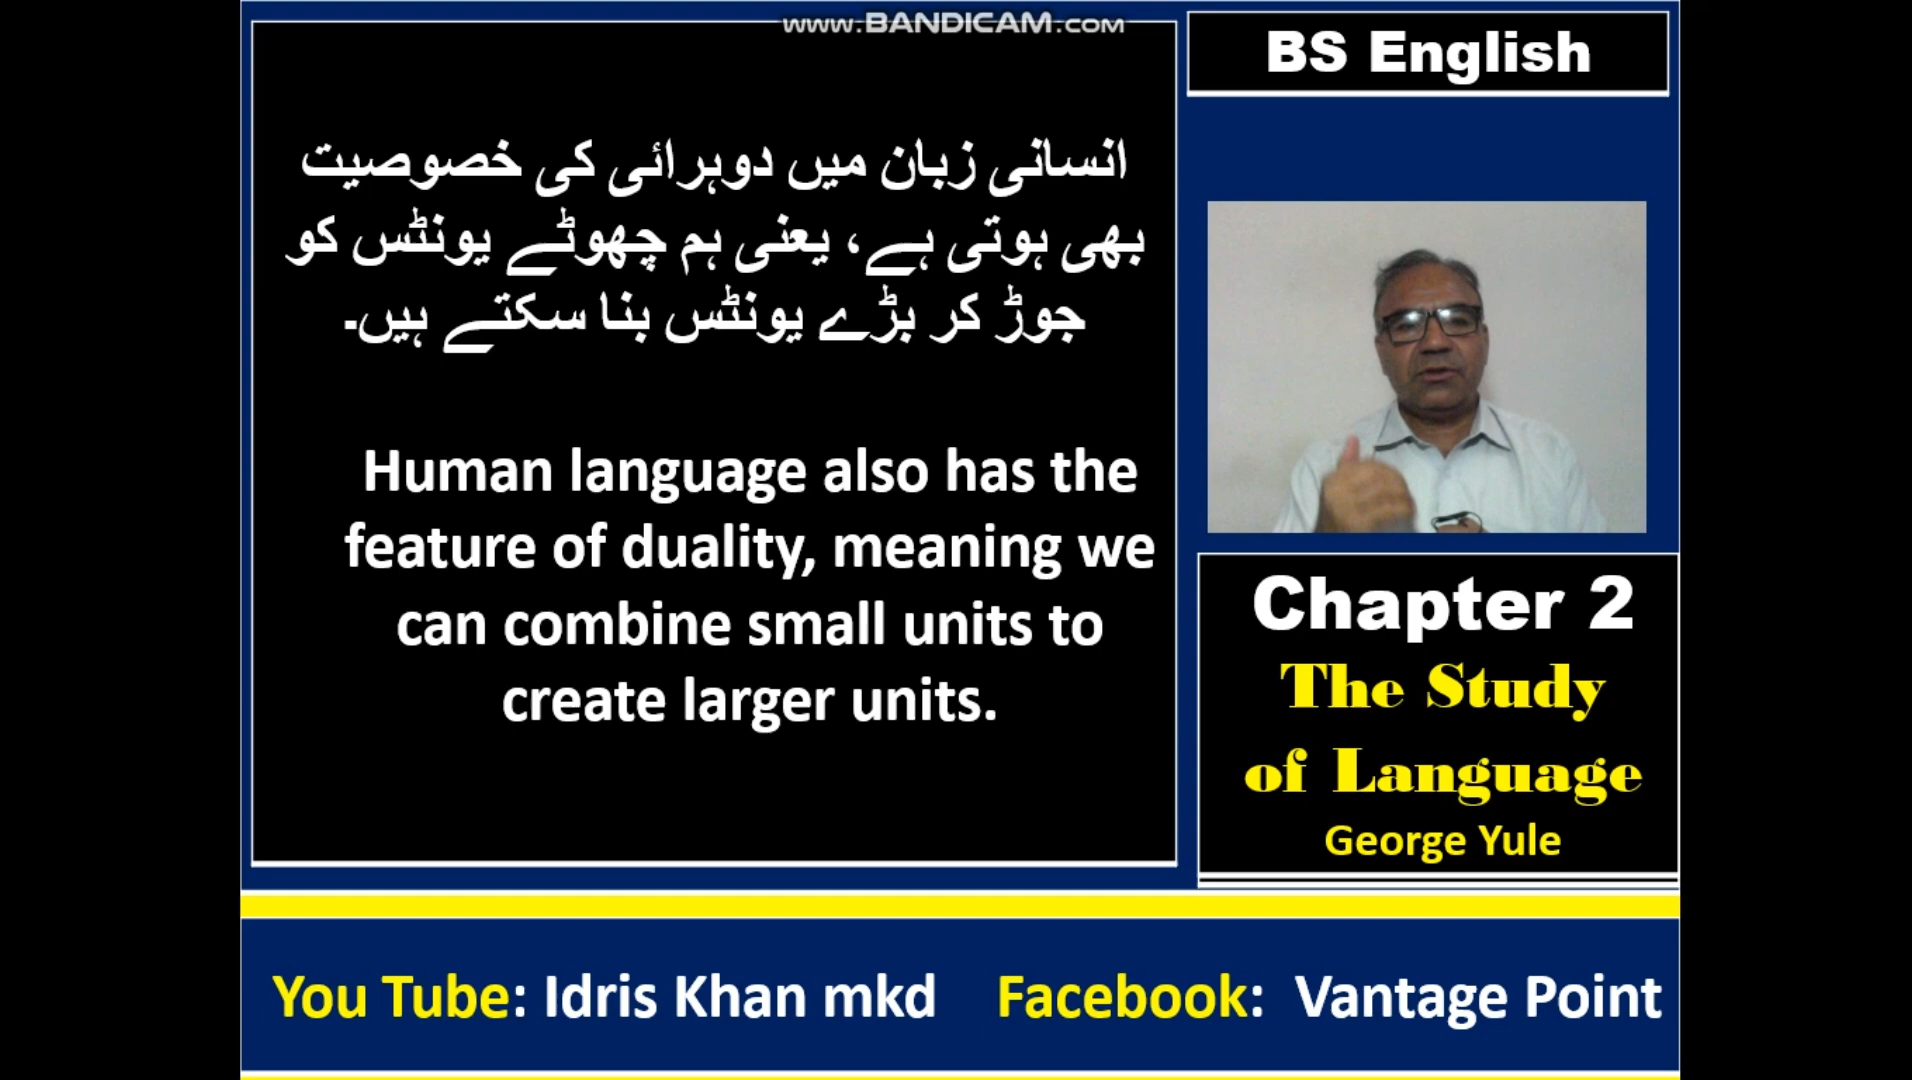 www.BANDICAM.com
BS English
انسانی زبان میں دوہرائی کی خصوصیت
بھی ہوتی ہے، یعنی ہم چھوٹے یونٹس کو
جوڑ کر بڑے یونٹس بنا سکتے ہیں۔
Human language also has the
feature of duality, meaning we
can combine small units to
create larger units.
Chapter 2
The Study
of Language
George Yule
You Tube: Idris Khan mkd Facebook: Vantage Point